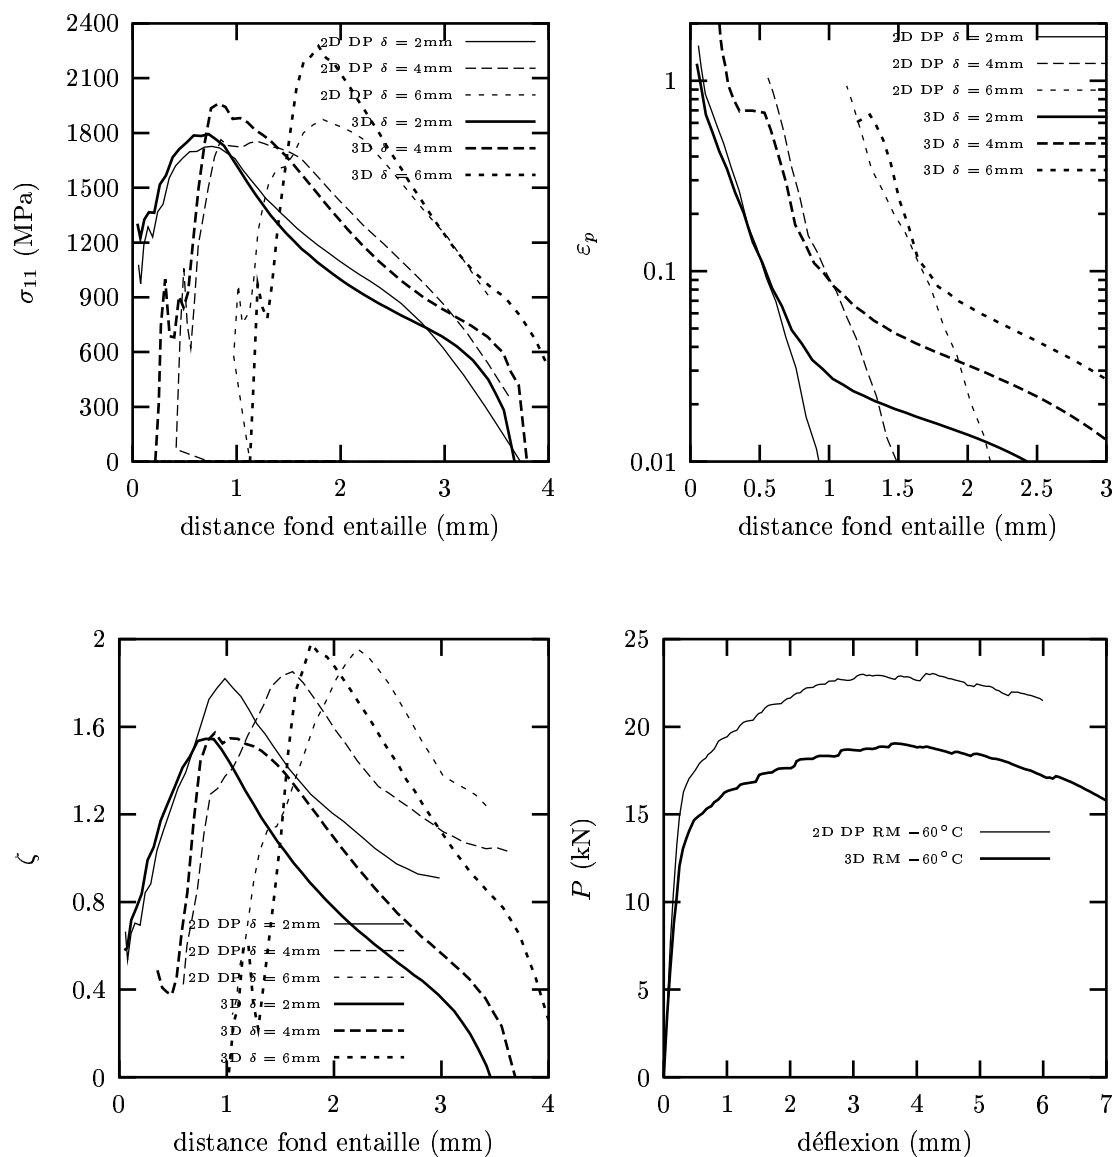 2400
2100
1800
1500
1200
900
600
300
0
σ11 (MPa)
2D DP δ = 2mm
2D DP δ = 4mm
2D DP δ = 6mm
3D δ = 2mm
3D δ = 4mm
3D δ = 6mm
0 1 2 3 4
distance fond entaille (mm)
1
0.1
0.01
εp
2D DP δ = 2mm
2D DP δ = 4mm
2D DP δ = 6mm
3D δ = 2mm
3D δ = 4mm
3D δ = 6mm
0 0.5 1 1.5 2 2.5 3
distance fond entaille (mm)
2
1.6
1.2
0.8
0.4
0
ζ
2D DP δ = 2mm
2D DP δ = 4mm
2D DP δ = 6mm
3D δ = 2mm
3D δ = 4mm
3D δ = 6mm
0 1 2 3 4
distance fond entaille (mm)
25
20
15
10
5
0
P (kN)
2D DP RM −60°C
3D RM −60°C
0 1 2 3 4 5 6 7
déflexion (mm)